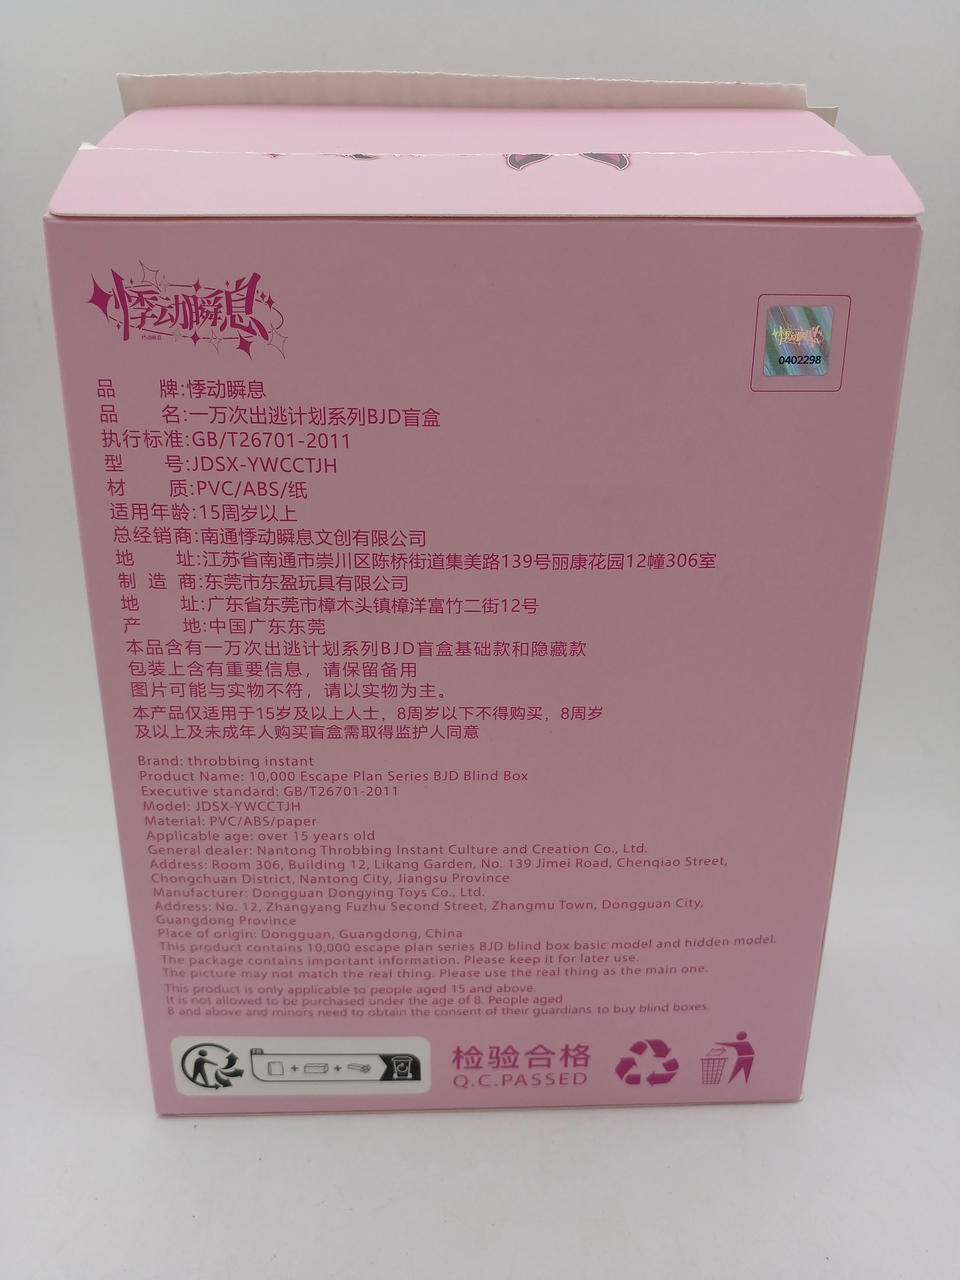 悸动瞬息
悸动瞬息
0402298
品 牌:悸动瞬息
品 名:一万次出逃计划系列BJD盲盒
执行标准:GB/T26701-2011
型 号:JDSX-YWCCTJH
材 质:PVC/ABS/纸
适用年龄:15周岁以上
总经销商:南通悸动瞬息文创有限公司
地 址:江苏省南通市崇川区陈桥街道集美路139号丽康花园12幢306室
制 造 商:东莞市东盈玩具有限公司
地 址:广东省东莞市樟木头镇樟洋富竹二街12号
产 地:中国广东东莞
本品含有一万次出逃计划系列BJD盲盒基础款和隐藏款
包装上含有重要信息，请保留备用
图片可能与实物不符，请以实物为主。
本产品仅适用于15岁及以上人士，8周岁以下不得购买，8周岁
及以上及未成年人购买盲盒需取得监护人同意
Brand: throbbing instant
Product Name: 10,000 Escape Plan Series BJD Blind Box
Executive standard: GB/T26701-2011
Model: JDSX-YWCCTJH
Material: PVC/ABS/paper
Applicable age: over 15 years old
General dealer: Nantong Throbbing Instant Culture and Creation Co., Ltd.
Address: Room 306, Building 12, Likang Garden, No. 139 Jimei Road, Chenqiao Street,
Chongchuan District, Nantong City, Jiangsu Province
Manufacturer: Dongguan Dongying Toys Co., Ltd.
Address: No. 12, Zhangyang Fuzhu Second Street, Zhangmu Town, Dongguan City,
Guangdong Province
Place of origin: Dongguan, Guangdong, China
This product contains 10,000 escape plan series BJD blind box basic model and hidden model.
The package contains important information. Please keep it for later use.
The picture may not match the real thing. Please use the real thing as the main one.
This product is only applicable to people aged 15 and above.
It is not allowed to be purchased under the age of 8. People aged
8 and above and minors need to obtain the consent of their guardians to buy blind boxes.
FR
检验合格
Q.C.PASSED